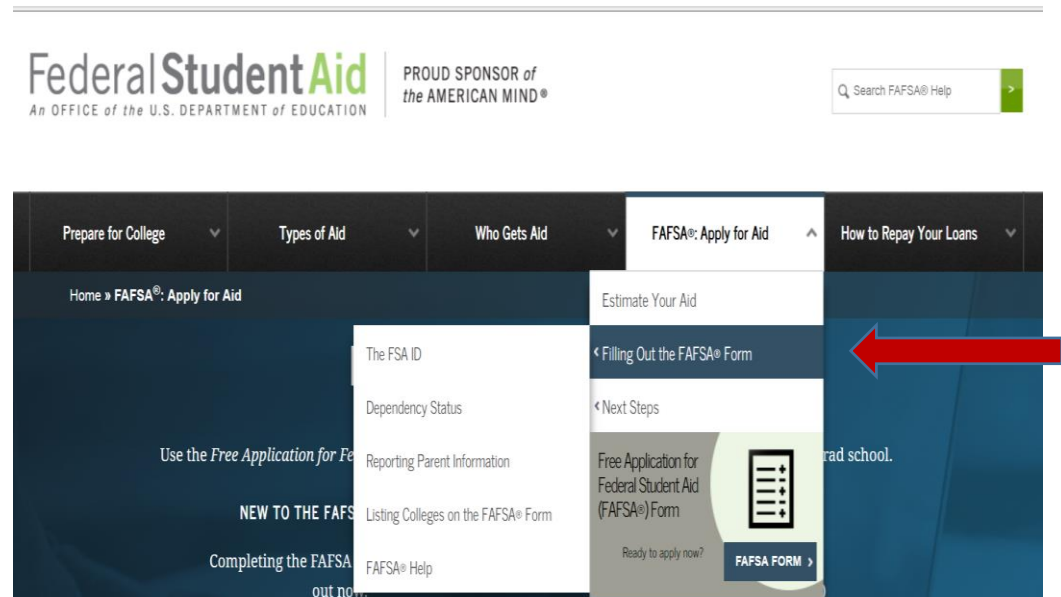 Federal Student Aid
An OFFICE of the U.S. DEPARTMENT of EDUCATION
PROUD SPONSOR of
the AMERICAN MIND®
Search FAFSA® Help
Prepare for College
Types of Aid
Who Gets Aid
FAFSA®: Apply for Aid
How to Repay Your Loans
Home » FAFSA®: Apply for Aid
Estimate Your Aid
Filling Out the FAFSA® Form
Next Steps
The FSA ID
Dependency Status
Reporting Parent Information
Listing Colleges on the FAFSA® Form
FAFSA® Help
Free Application for
Federal Student Aid
(FAFSA®) Form
Ready to apply now?
FAFSA FORM >
Use the Free Application for Fe
rad school.
NEW TO THE FAFS
Completing the FAFSA
out now.